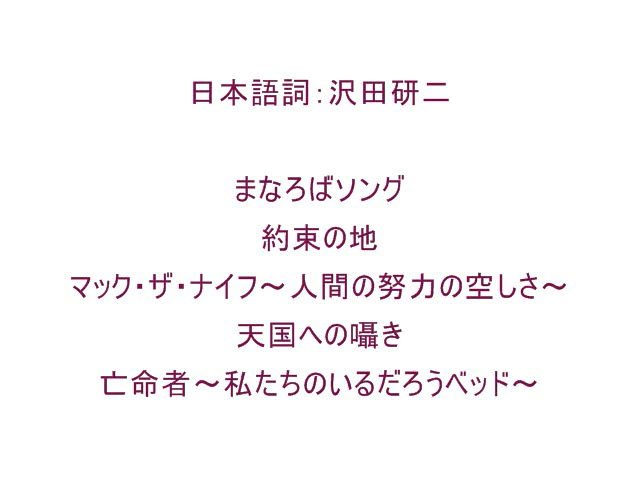 日本語詞：沢田研二
まなろばソング
約束の地
マック・ザ・ナイフ～人間の努力の空しさ～
天国への囁き
亡命者～私たちのいるだろうベッド～